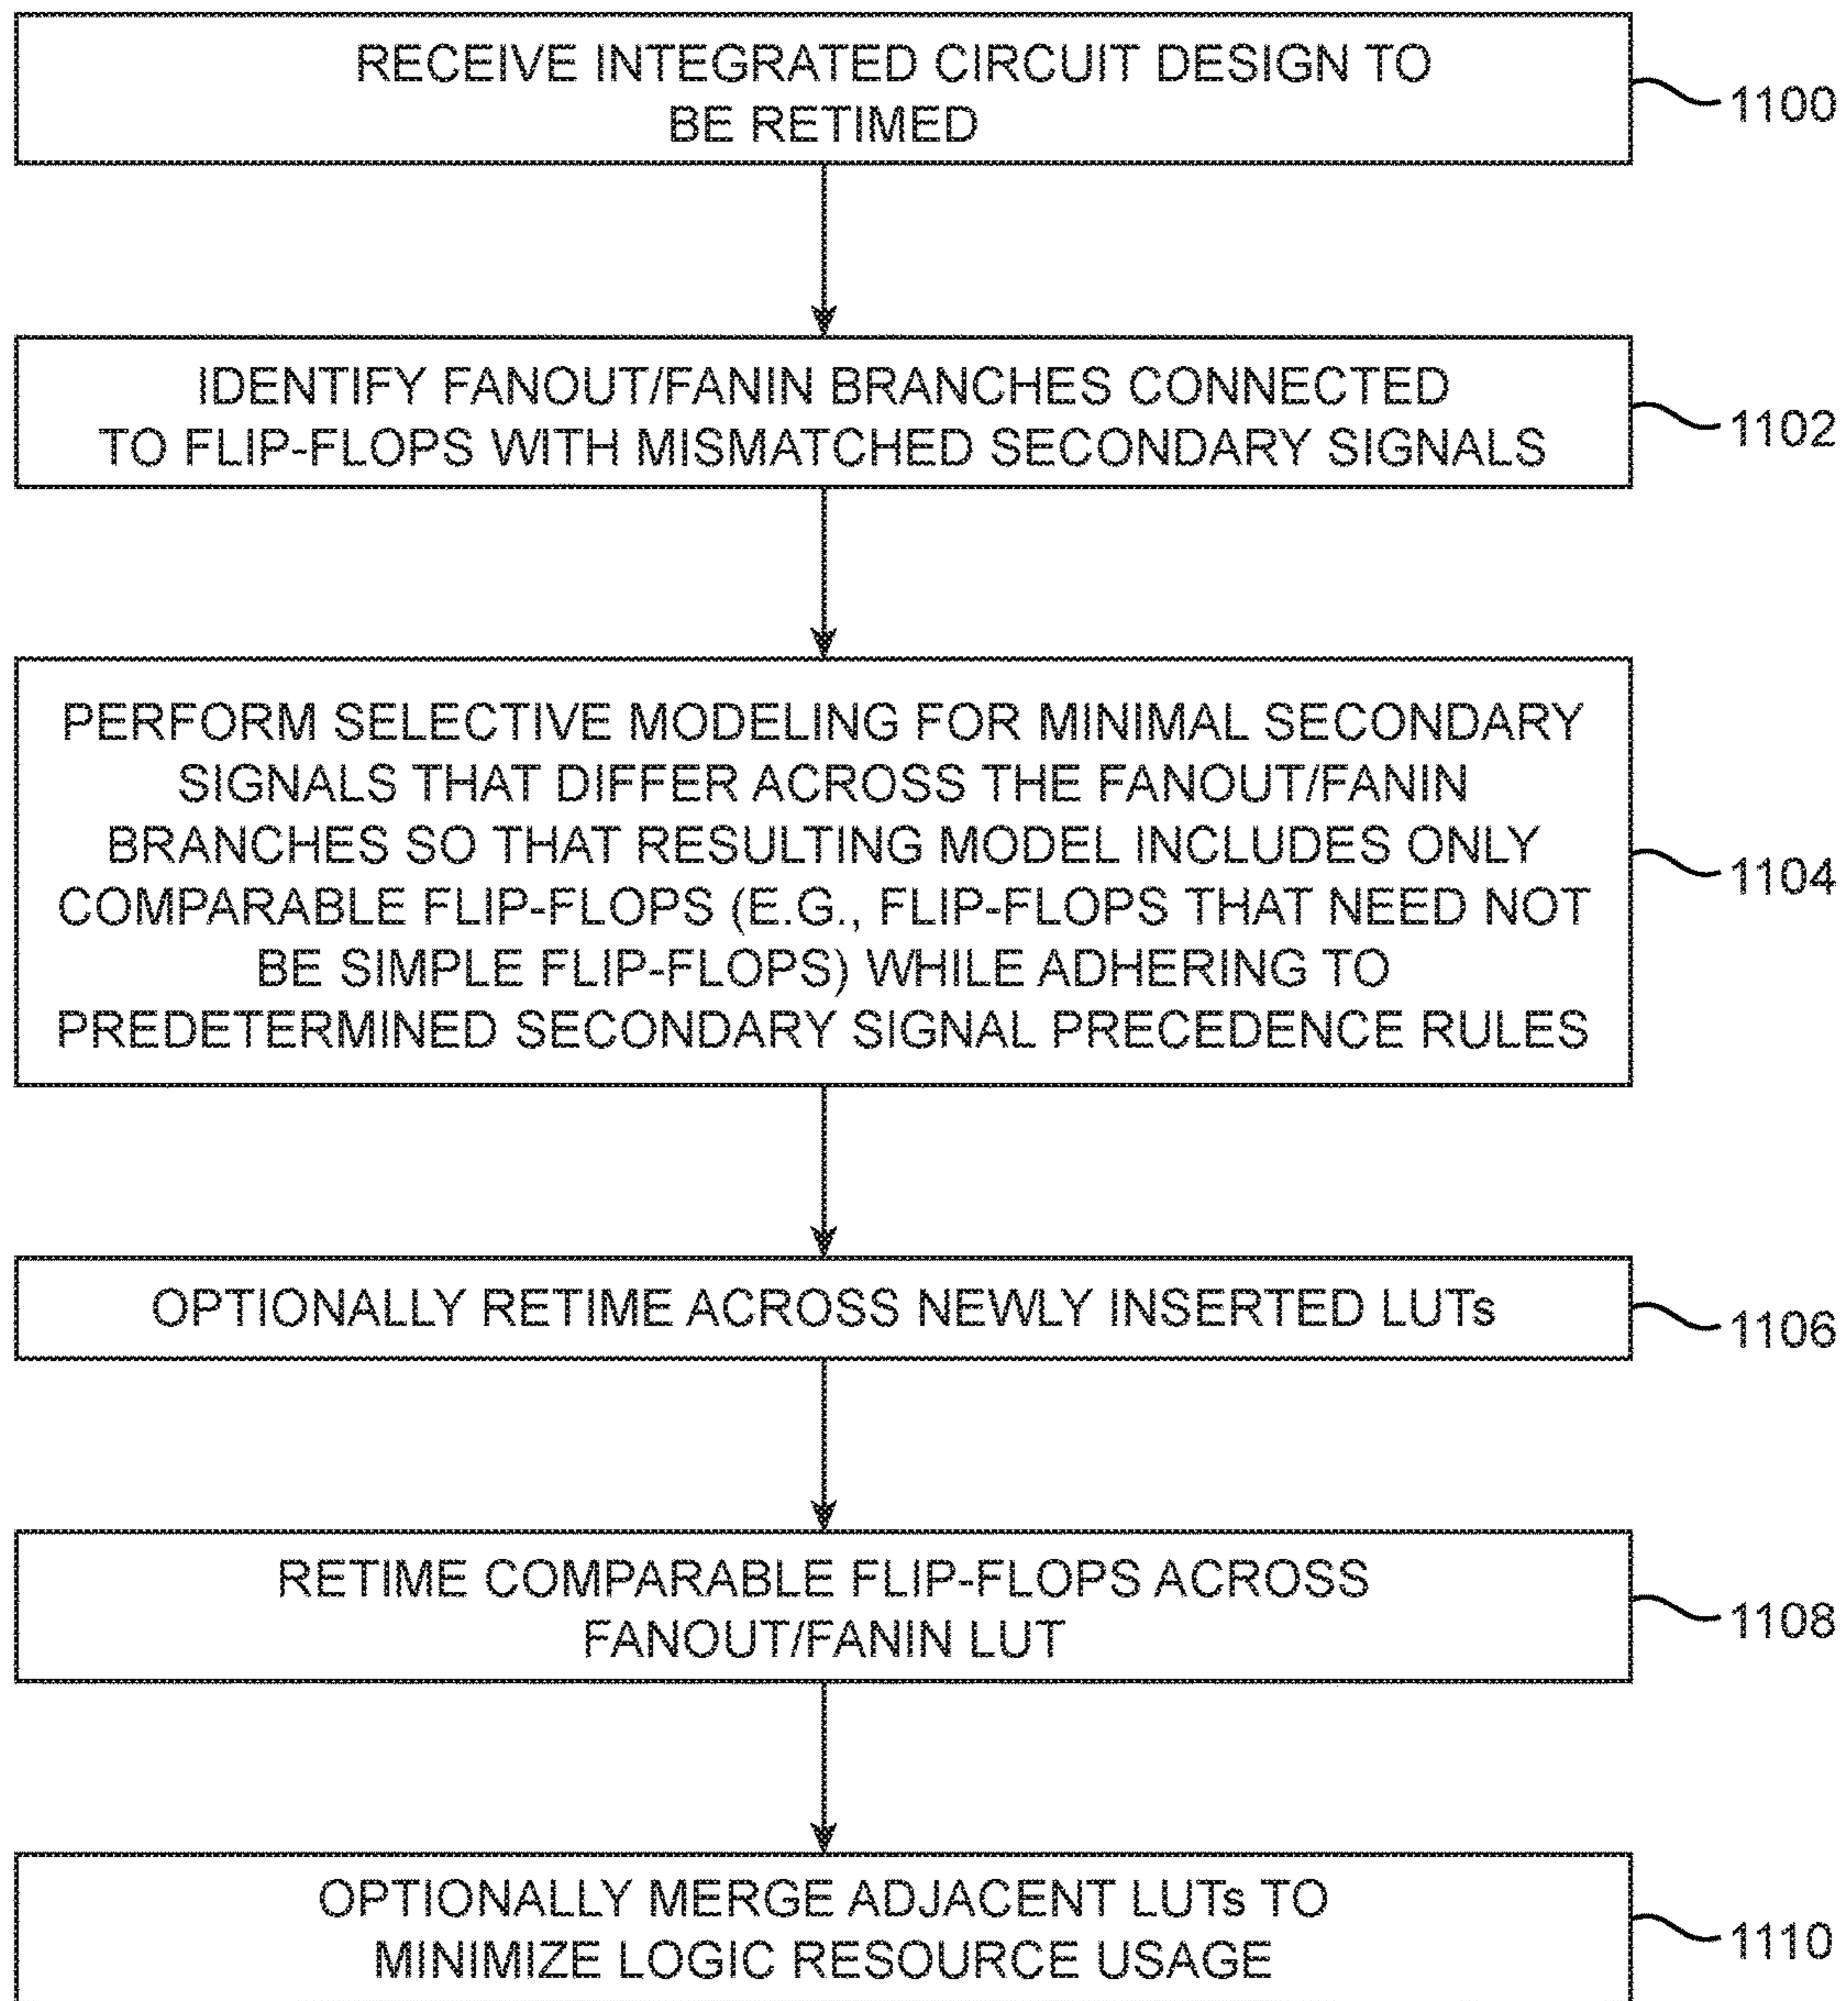 RECEIVE INTEGRATED CIRCUIT DESIGN TO
BE RETIMED
1100
IDENTIFY FANOUT/FANIN BRANCHES CONNECTED
TO FLIP-FLOPS WITH MISMATCHED SECONDARY SIGNALS
1102
PERFORM SELECTIVE MODELING FOR MINIMAL SECONDARY
SIGNALS THAT DIFFER ACROSS THE FANOUT/FANIN
BRANCHES SO THAT RESULTING MODEL INCLUDES ONLY
COMPARABLE FLIP-FLOPS (E.G., FLIP-FLOPS THAT NEED NOT
BE SIMPLE FLIP-FLOPS) WHILE ADHERING TO
PREDETERMINED SECONDARY SIGNAL PRECEDENCE RULES
1104
OPTIONALLY RETIME ACROSS NEWLY INSERTED LUTs
1106
RETIME COMPARABLE FLIP-FLOPS ACROSS
FANOUT/FANIN LUT
1108
OPTIONALLY MERGE ADJACENT LUTs TO
MINIMIZE LOGIC RESOURCE USAGE
1110